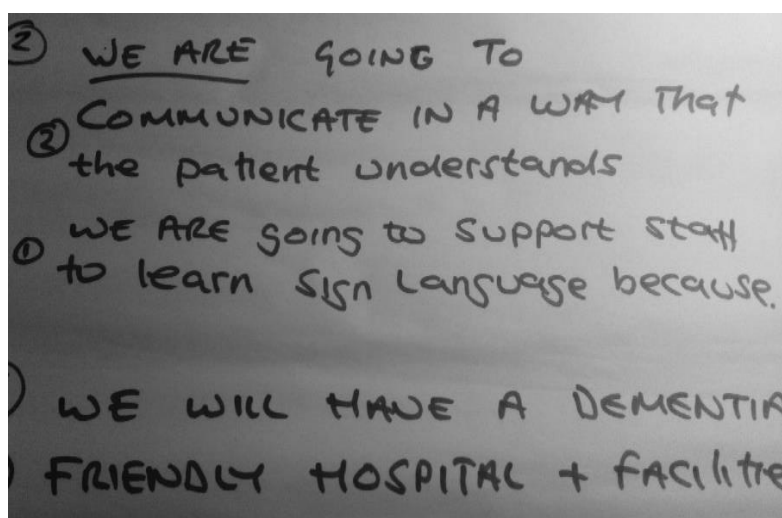 ② WE ARE GOING TO
COMMUNICATE IN A WAY That
② the patient understands
① WE ARE going to support staff
to learn sign Language because.
WE WILL HAVE A DEMENTIA
FRIENDLY HOSPITAL + FACILITIE